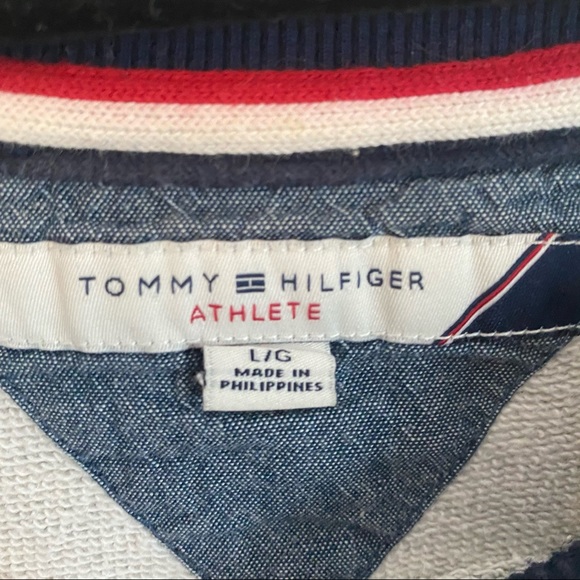 TOMMY HILFIGER
ATHLETE
L/G
MADE IN
PHILIPPINES